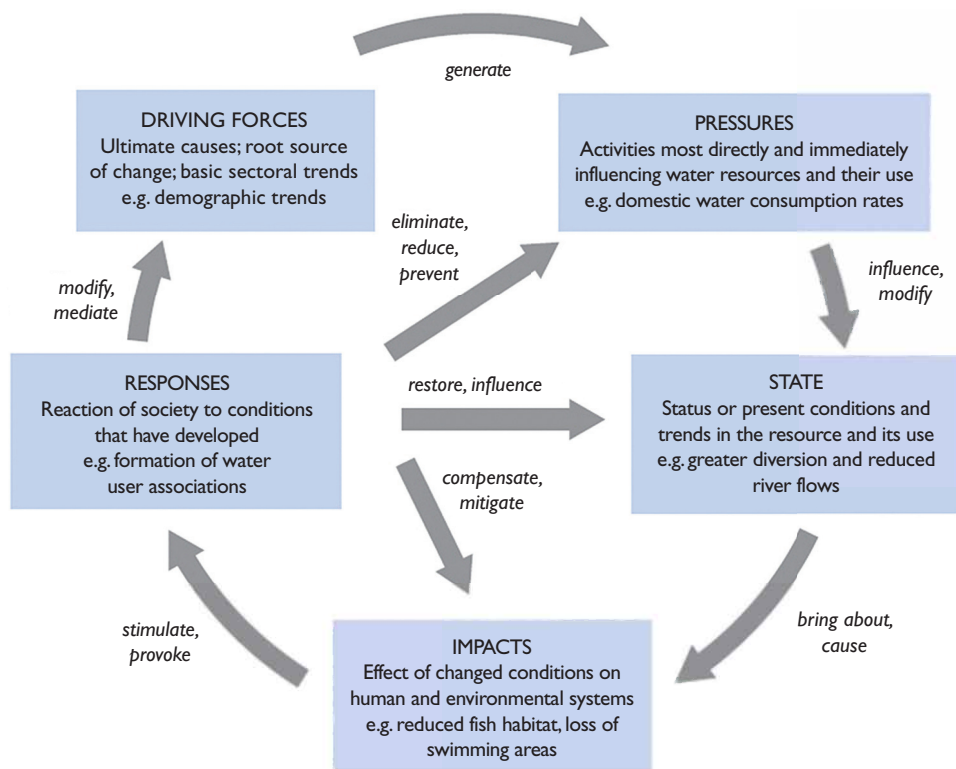 generate
DRIVING FORCES
Ultimate causes; root source
of change; basic sectoral trends
e.g. demographic trends
PRESSURES
Activities most directly and immediately
influencing water resources and their use
e.g. domestic water consumption rates
eliminate,
reduce,
prevent
modify,
mediate
influence,
modify
RESPONSES
Reaction of society to conditions
that have developed
e.g. formation of water
user associations
restore, influence
STATE
Status or present conditions and
trends in the resource and its use
e.g. greater diversion and reduced
river flows
compensate,
mitigate
stimulate,
provoke
bring about,
cause
IMPACTS
Effect of changed conditions on
human and environmental systems
e.g. reduced fish habitat, loss of
swimming areas